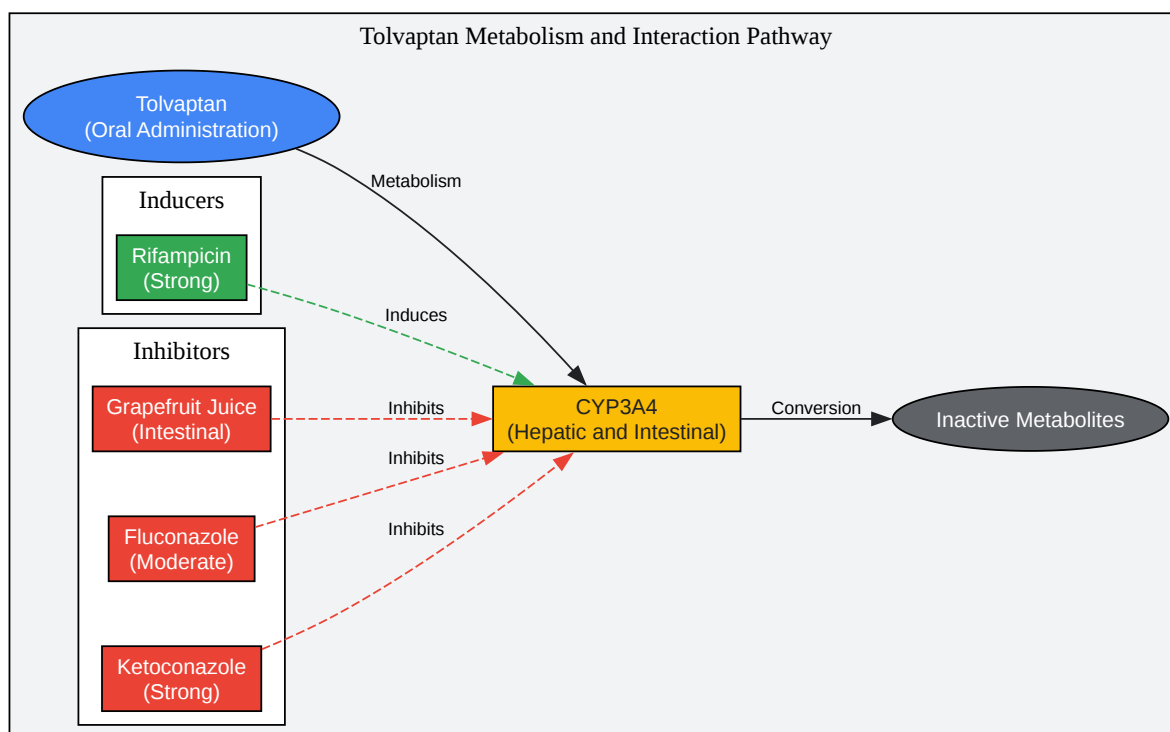 Tolvaptan Metabolism and Interaction Pathway
Tolvaptan
(Oral Administration)
Metabolism
Inducers
Rifampicin
(Strong)
Induces
Inhibitors
Grapefruit Juice
(Intestinal)
Inhibits
CYP3A4
(Hepatic and Intestinal)
Conversion
Inactive Metabolites
Inhibits
Fluconazole
(Moderate)
Inhibits
Ketoconazole
(Strong)